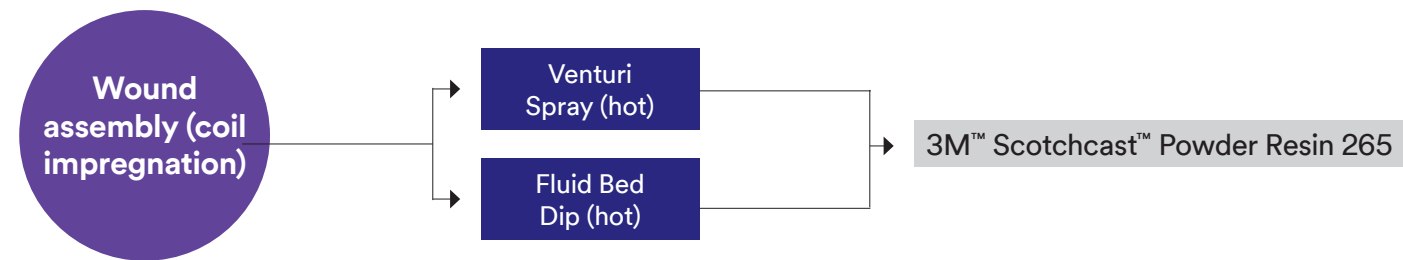 Wound
assembly (coil
impregnation)
Venturi
Spray (hot)
Fluid Bed
Dip (hot)
3M™ Scotchcast™ Powder Resin 265